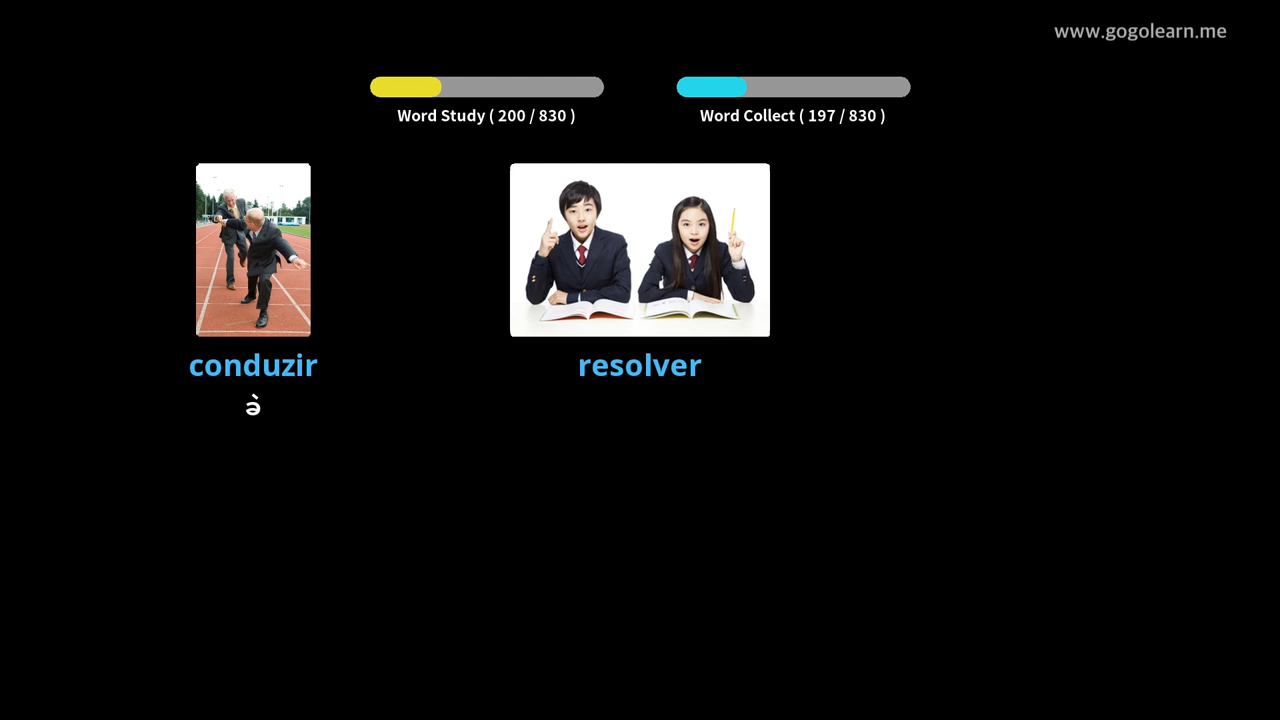 www.gogolearn.me
Word Study ( 200 / 830 )
Word Collect ( 197 / 830 )
conduzir
ə̀
resolver